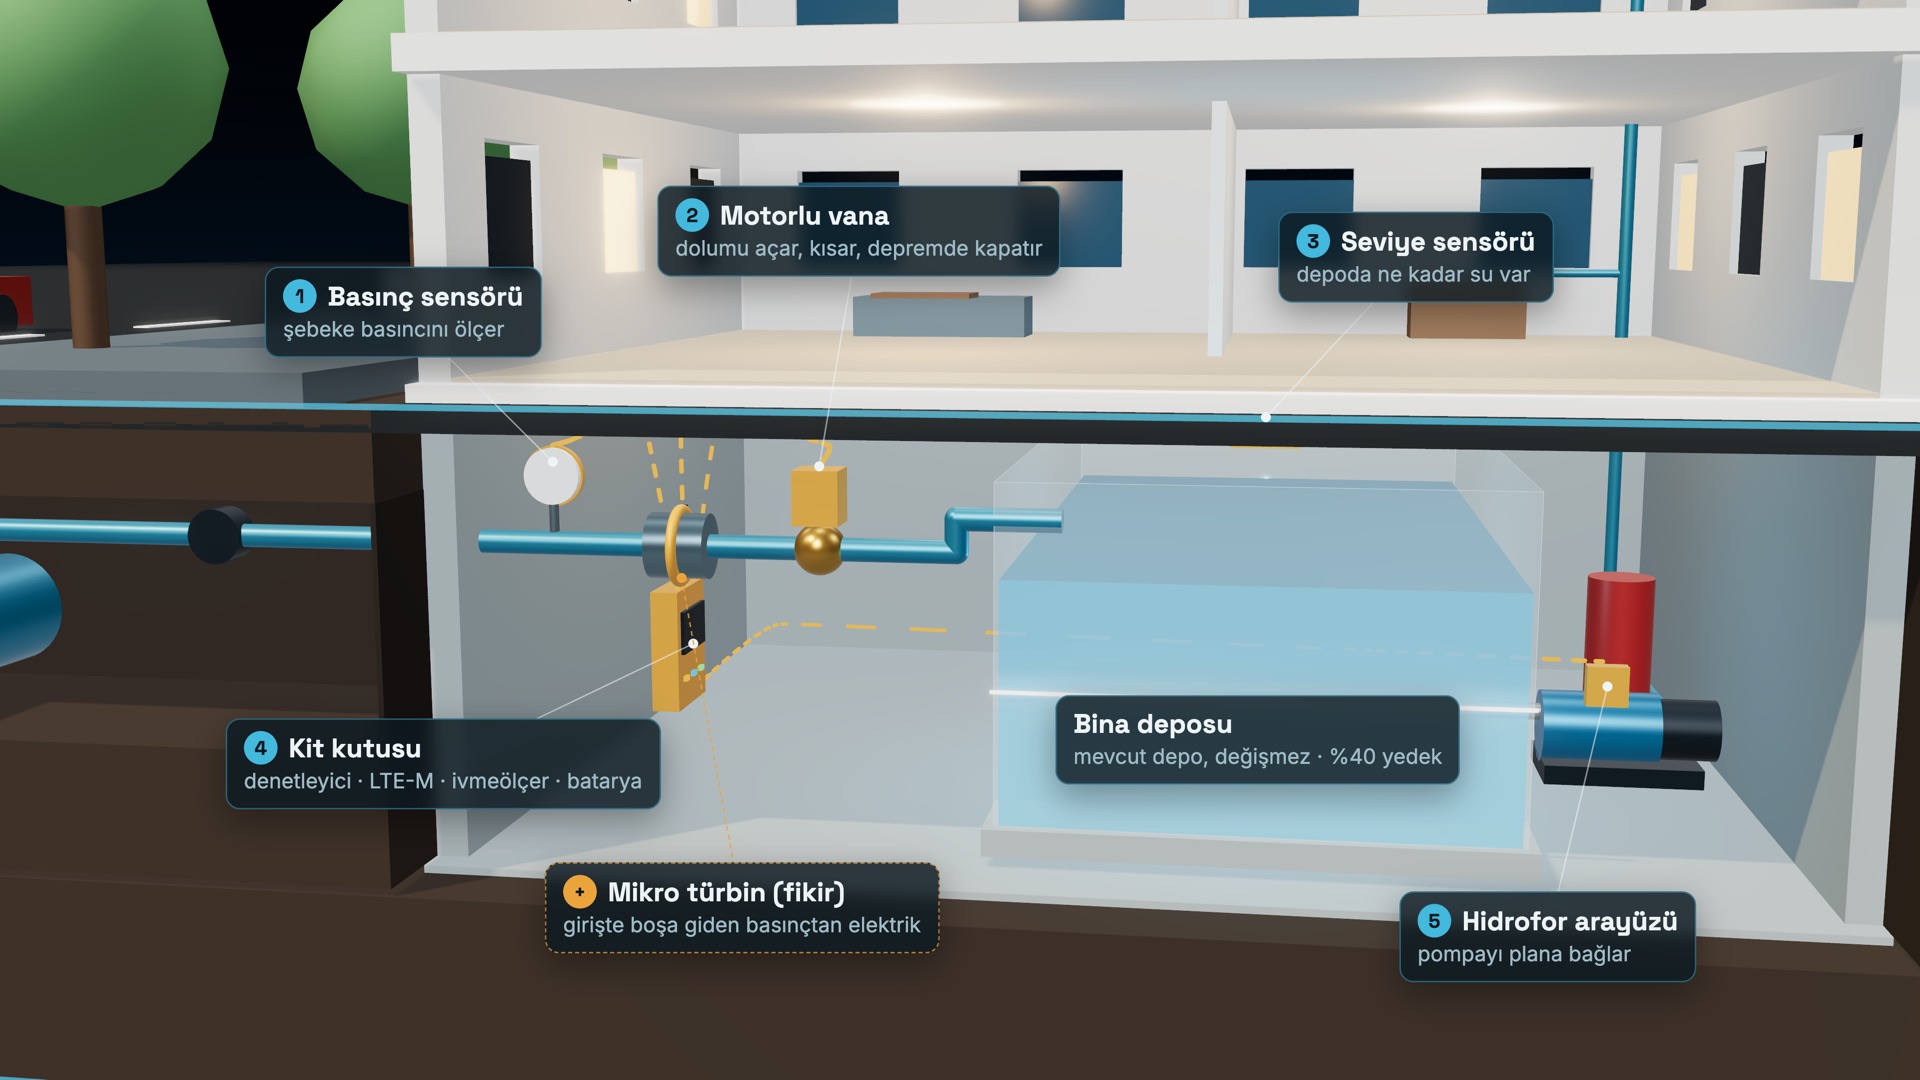 1 Basınç sensörü
şebeke basıncını ölçer
2 Motorlu vana
dolumu açar, kısar, depremde kapatır
3 Seviye sensörü
depoda ne kadar su var
4 Kit kutusu
denetleyici · LTE-M · ivmeölçer · batarya
Bina deposu
mevcut depo, değişmez · %40 yedek
+ Mikro türbin (fikir)
girişte boşa giden basınçtan elektrik
5 Hidrofor arayüzü
pompayı plana bağlar